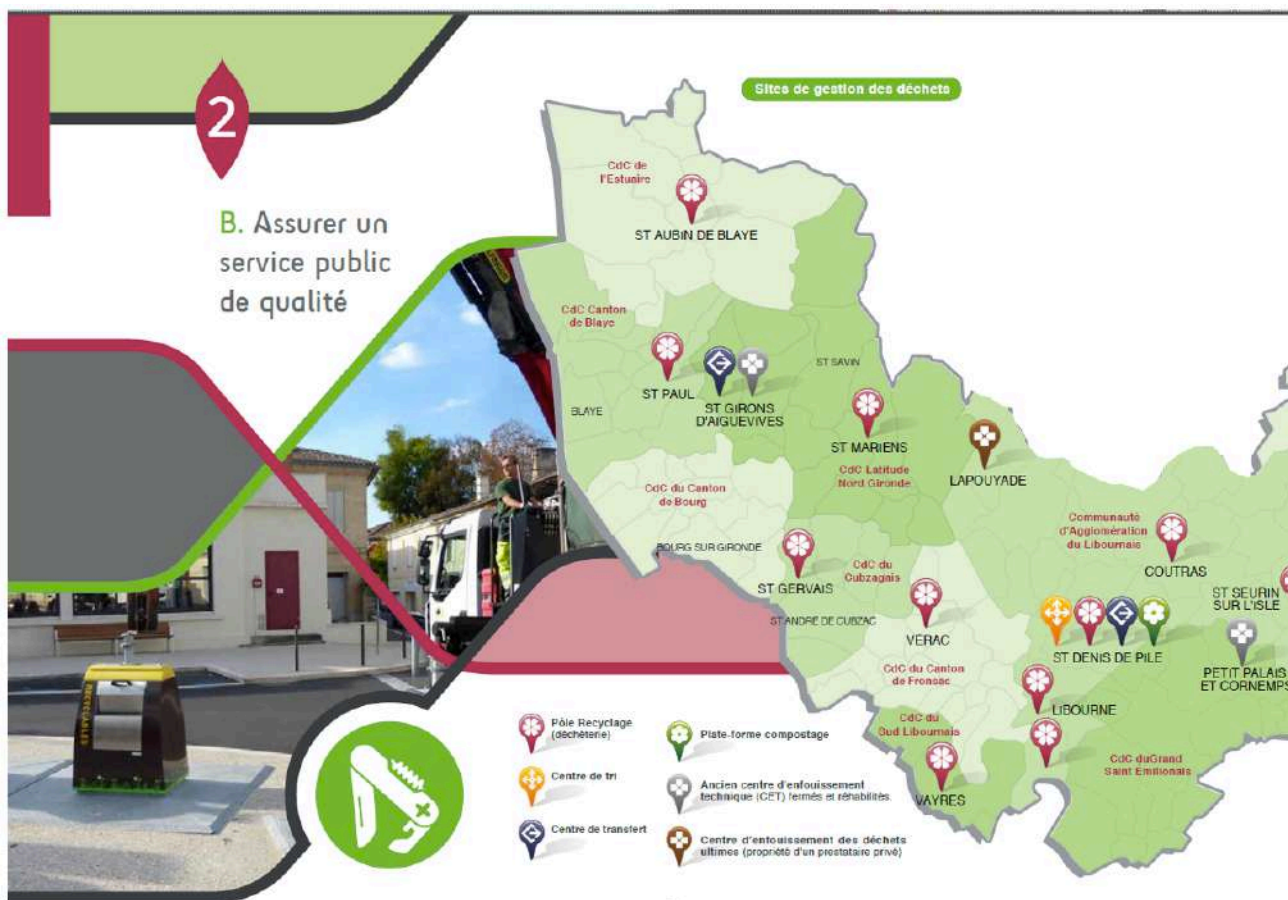 2
B. Assurer un
service public
de qualité
RECYCLABLES
Sites de gestion des déchets
CdC de
l'Estuaire
ST AUBIN DE BLAYE
CdC Canton
de Blaye
ST SAVIN
ST PAUL
BLAYE
ST GIRONS
D'AIGUEVIVES
ST MARIENS
CdC Latitude
Nord Gironde
LAPOUYADE
CdC du Canton
de Bourg
BOURG SUR GIRONDE
ST GERVAIS
CdC du
Cubzagais
ST ANDRE DE CUBZAC
Communauté
d'Agglomération
du Libournais
COUTRAS
ST SEURIN
SUR L'ISLE
VERAC
ST DENIS DE PILE
PETIT PALAIS
ET CORNEMPS
CdC du Canton
de Fronsac
LIBOURNE
CdC du
Sud Libournais
CdC duGrand
Saint Emilionais
VAYRES
Pôle Recyclage
(déchèterie)
Centre de tri
Centre de transfert
Plate-forme compostage
Ancien centre d'enfouissement
technique (CET) fermés et réhabilités.
Centre d'enfouissement des déchets
ultimes (propriété d'un prestataire privé)